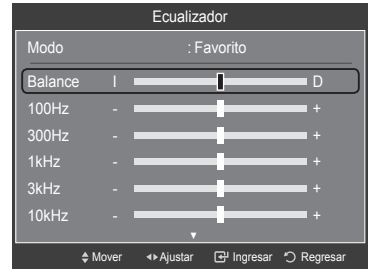 Ecualizador
Modo : Favorito
Balance I D
100Hz - +
300Hz - +
1kHz - +
3kHz - +
10kHz - +
Mover Ajustar Ingresar Regresar